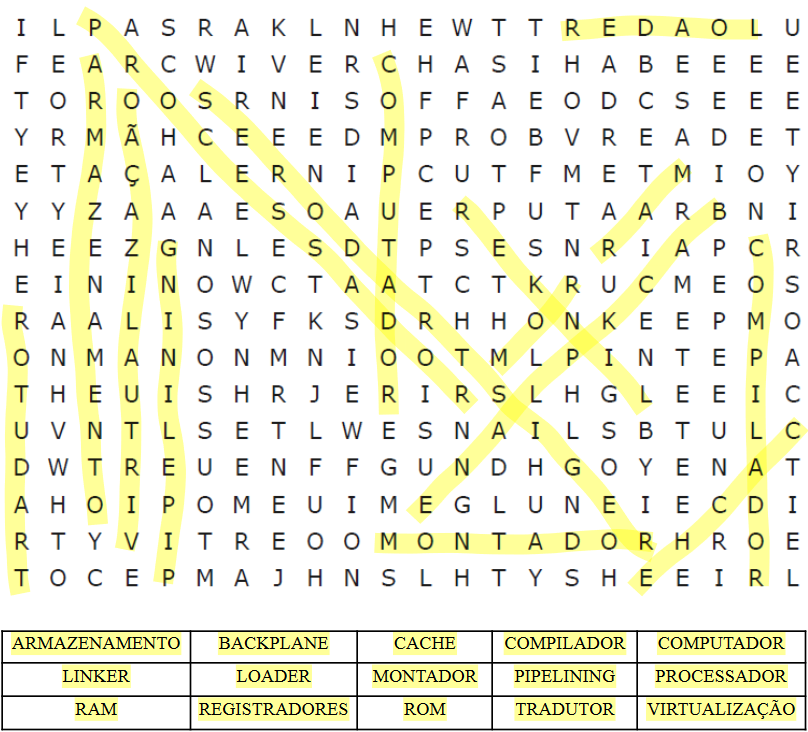 I L P A S R A K L N H E W T T R E D A O L U
F E A R C W I V E R C H A S I H A B E E E E
T O R O O S R N I S O F F A E O D C S E E E
Y R M Ã H C E E E D M P R O B V R E A D E T
E T A Ç A L E R N I P C U T F M E T M I O Y
Y Y Z A A A E S O A U E R P U T A A R B N I
H E E Z G N L E S D T P S E S N R I A P C R
E I N I N O W C T A A T C T K R U C M E O S
R A A L I S Y F K S D R H H O N K E E P M O
O N M A N O N M N I O O T M L P I N T E P A
T H E U I S H R J E R I R S L H G L E E I C
U V N T L S E T L W E S N A I L S B T U L C
D W T R E U E N F F G U N D H G O Y E N A T
A H O I P O M E U I M E G L U N E I E C D I
R T Y V I T R E O O M O N T A D O R H R O E
T O C E P M A J H N S L H T Y S H E E I R L
ARMAZENAMENTO BACKPLANE CACHE COMPILADOR COMPUTADOR
LINKER LOADER MONTADOR PIPELINING PROCESSADOR
RAM REGISTRADORES ROM TRADUTOR VIRTUALIZAÇÃO